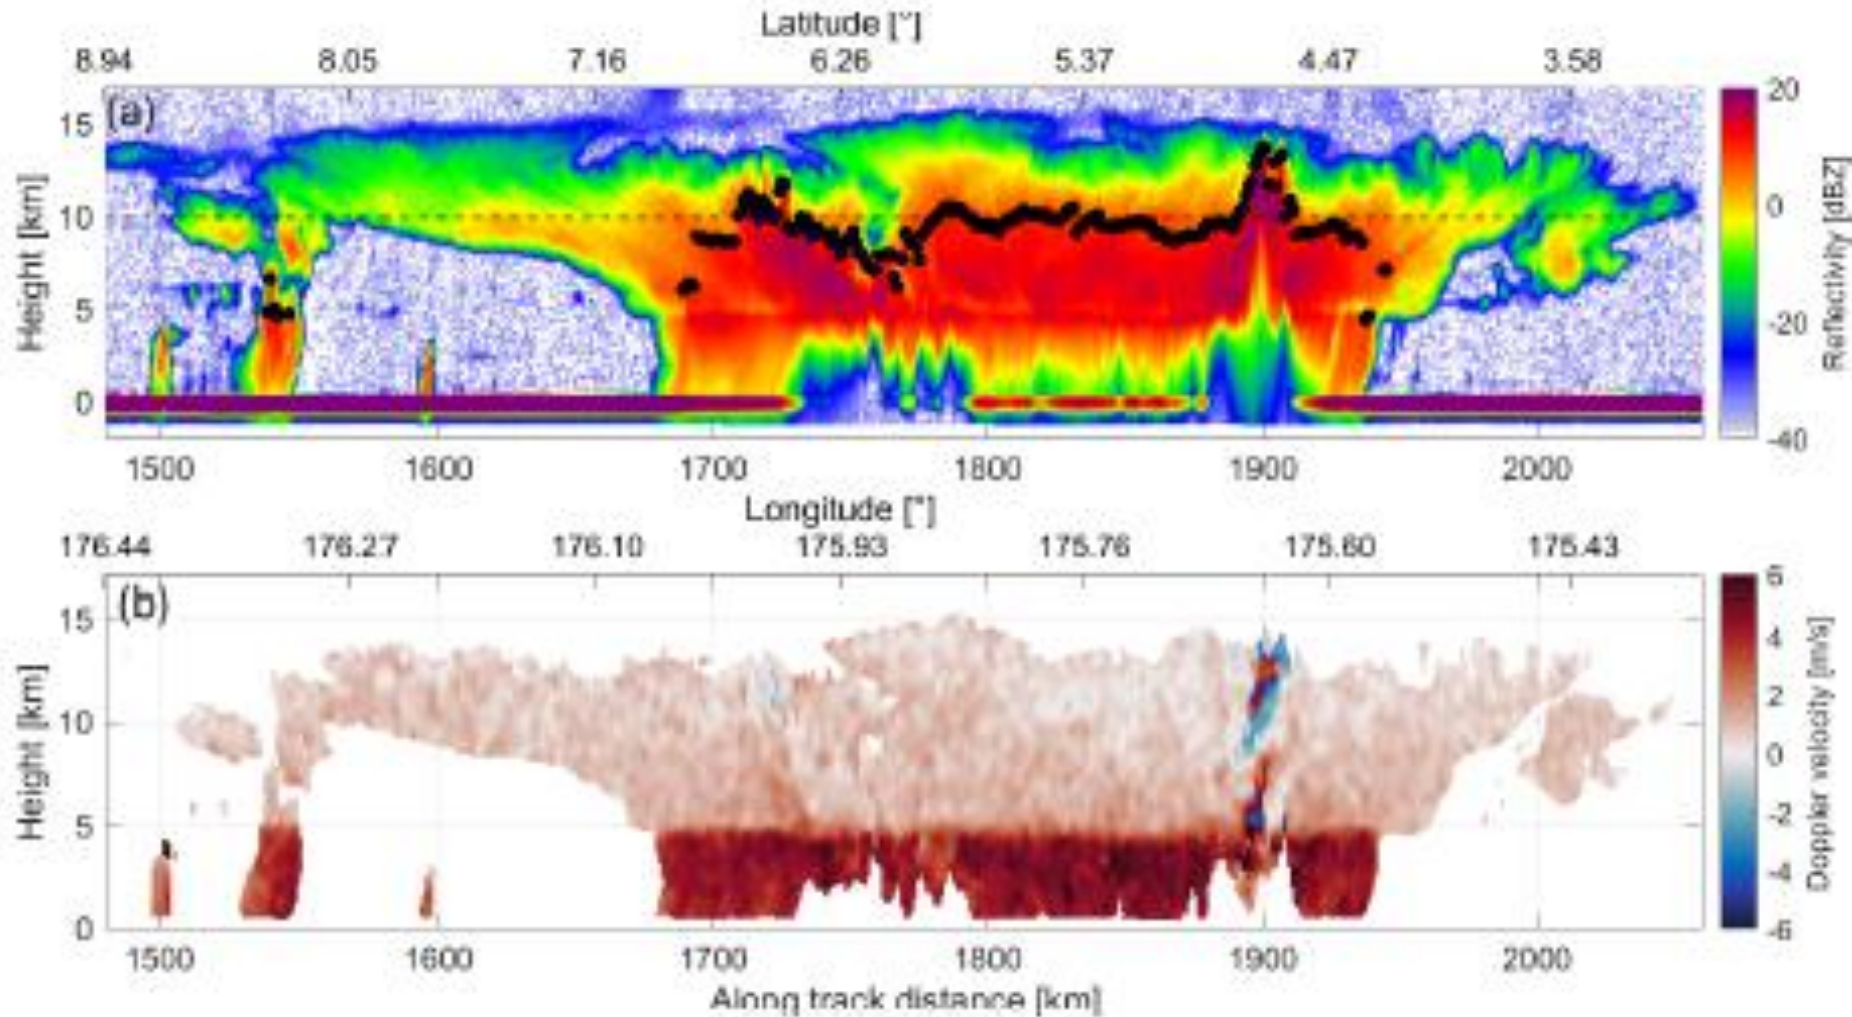 Latitude [°]
8.94 8.05 7.16 6.26 5.37 4.47 3.58
(a)
15
10
5
0
Height [km]
20
0
-20
-40
Reflectivity [dBZ]
1500 1600 1700 1800 1900 2000
Longitude [°]
176.44 176.27 176.10 175.93 175.76 175.60 175.43
(b)
15
10
5
0
Height [km]
6
4
2
0
-2
-4
-6
Doppler velocity [m/s]
1500 1600 1700 1800 1900 2000
Along track distance [km]